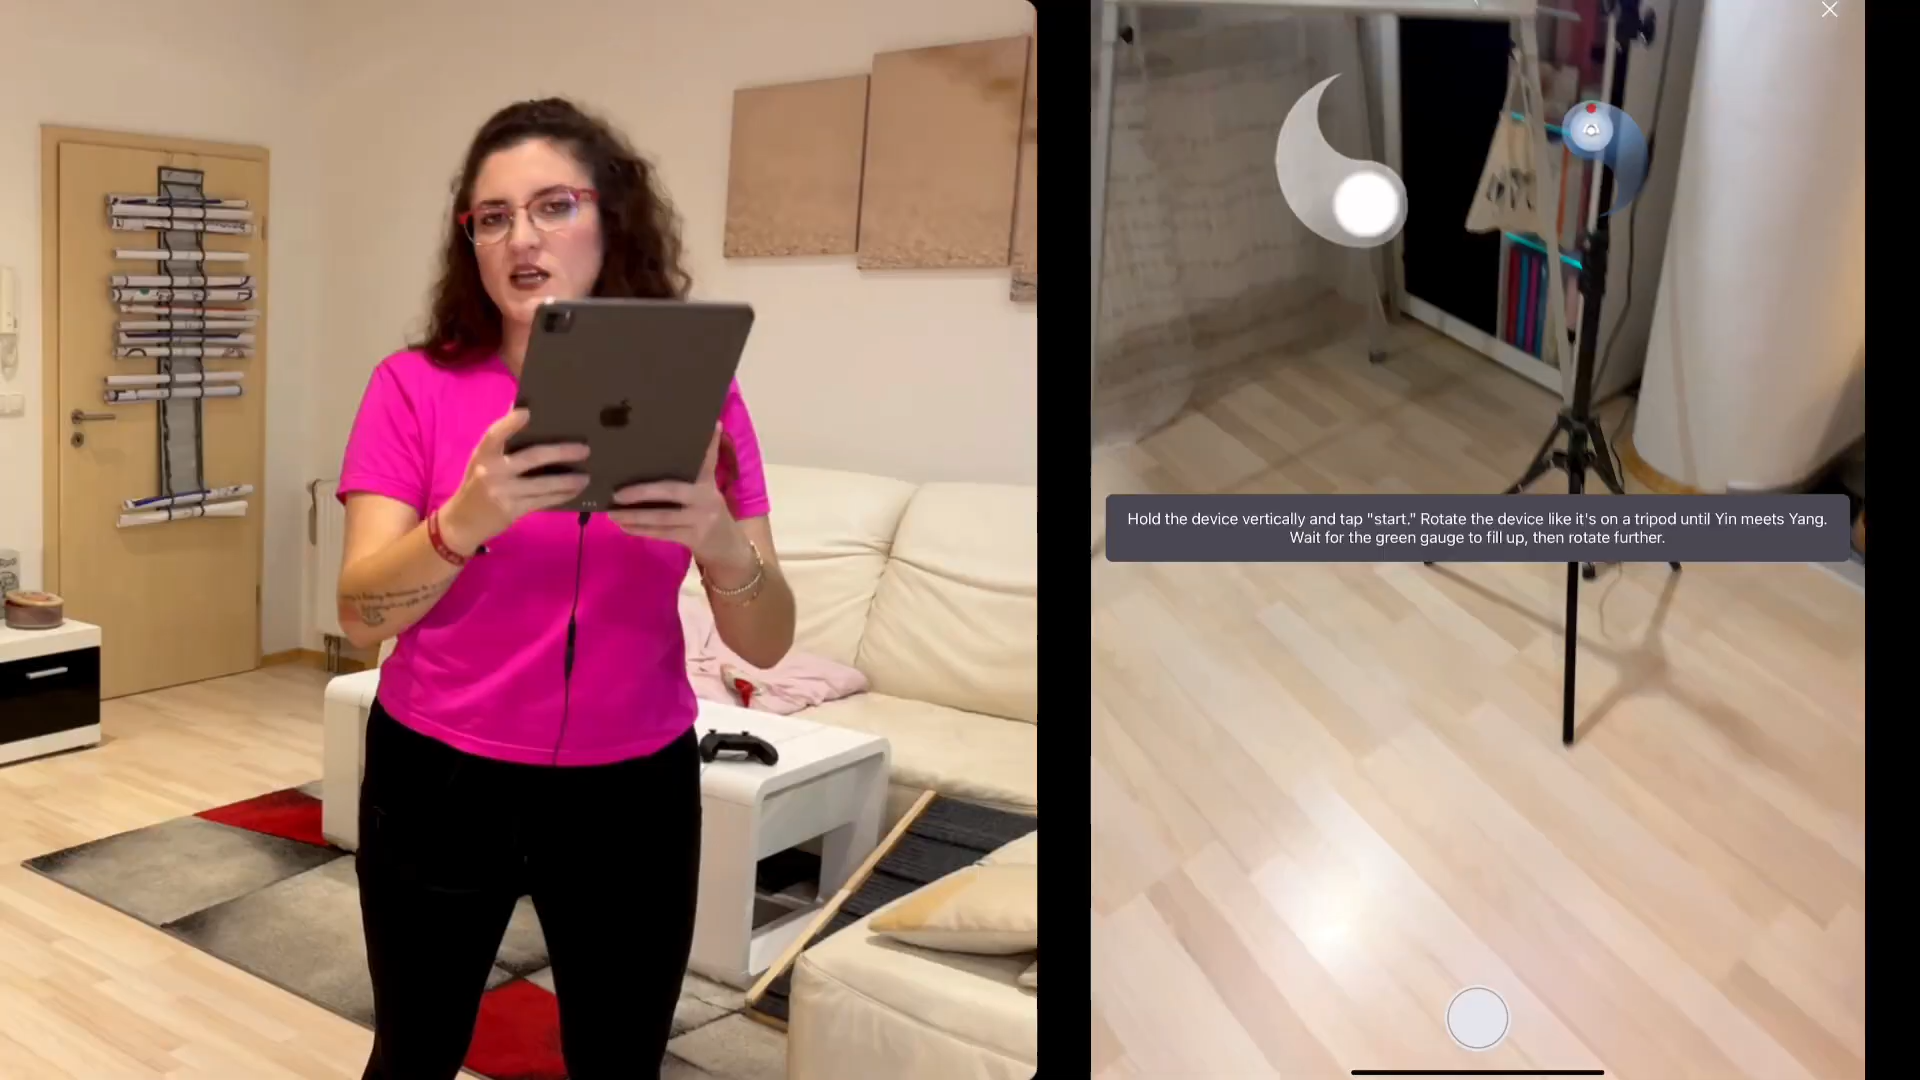 Hold the device vertically and tap "start." Rotate the device like it's on a tripod until Yin meets Yang.
Wait for the green gauge to fill up, then rotate further.